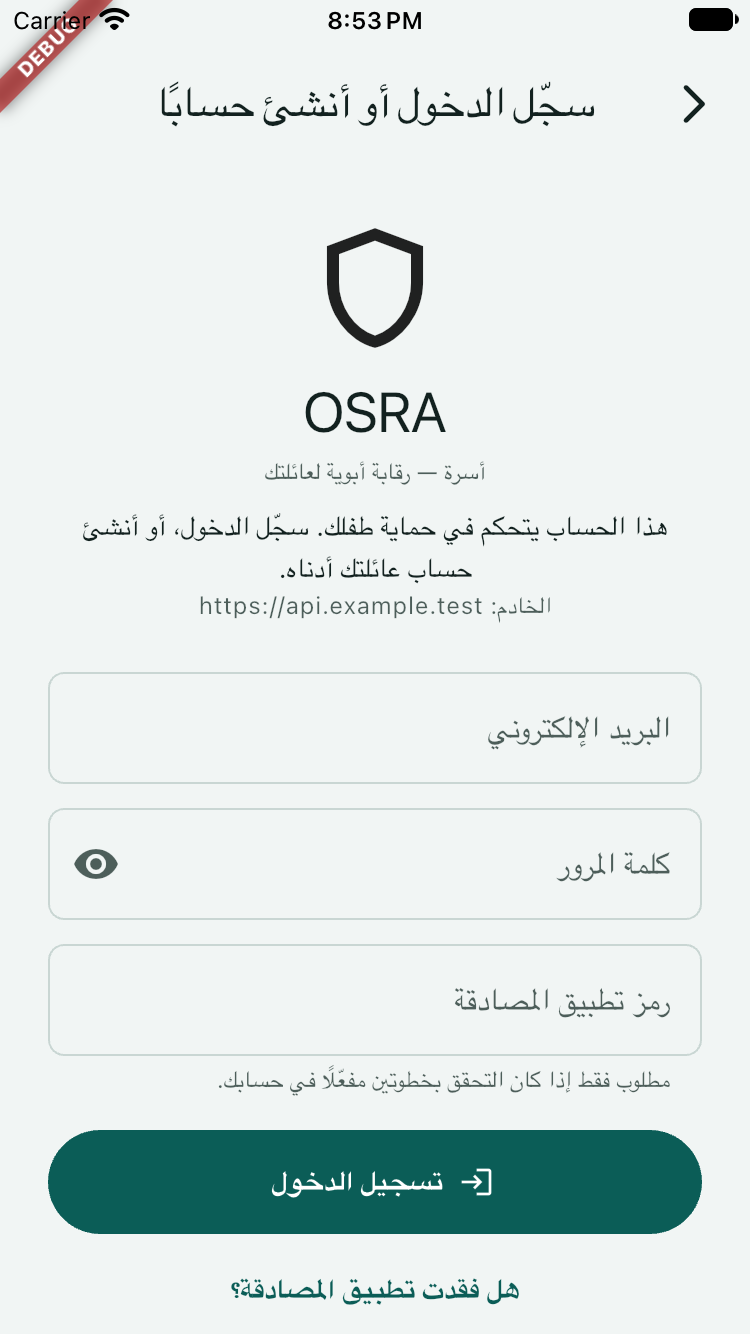 Carrier 8:53 PM
DEBUG
سجّل الدخول أو أنشئ حسابًا
OSRA
أسرة — رقابة أبوية لعائلتك
هذا الحساب يتحكم في حماية طفلك. سجّل الدخول، أو أنشئ
حساب عائلتك أدناه.
الخادم: https://api.example.test
البريد الإلكتروني
كلمة المرور
رمز تطبيق المصادقة
مطلوب فقط إذا كان التحقق بخطوتين مفعّلًا في حسابك.
تسجيل الدخول
هل فقدت تطبيق المصادقة؟